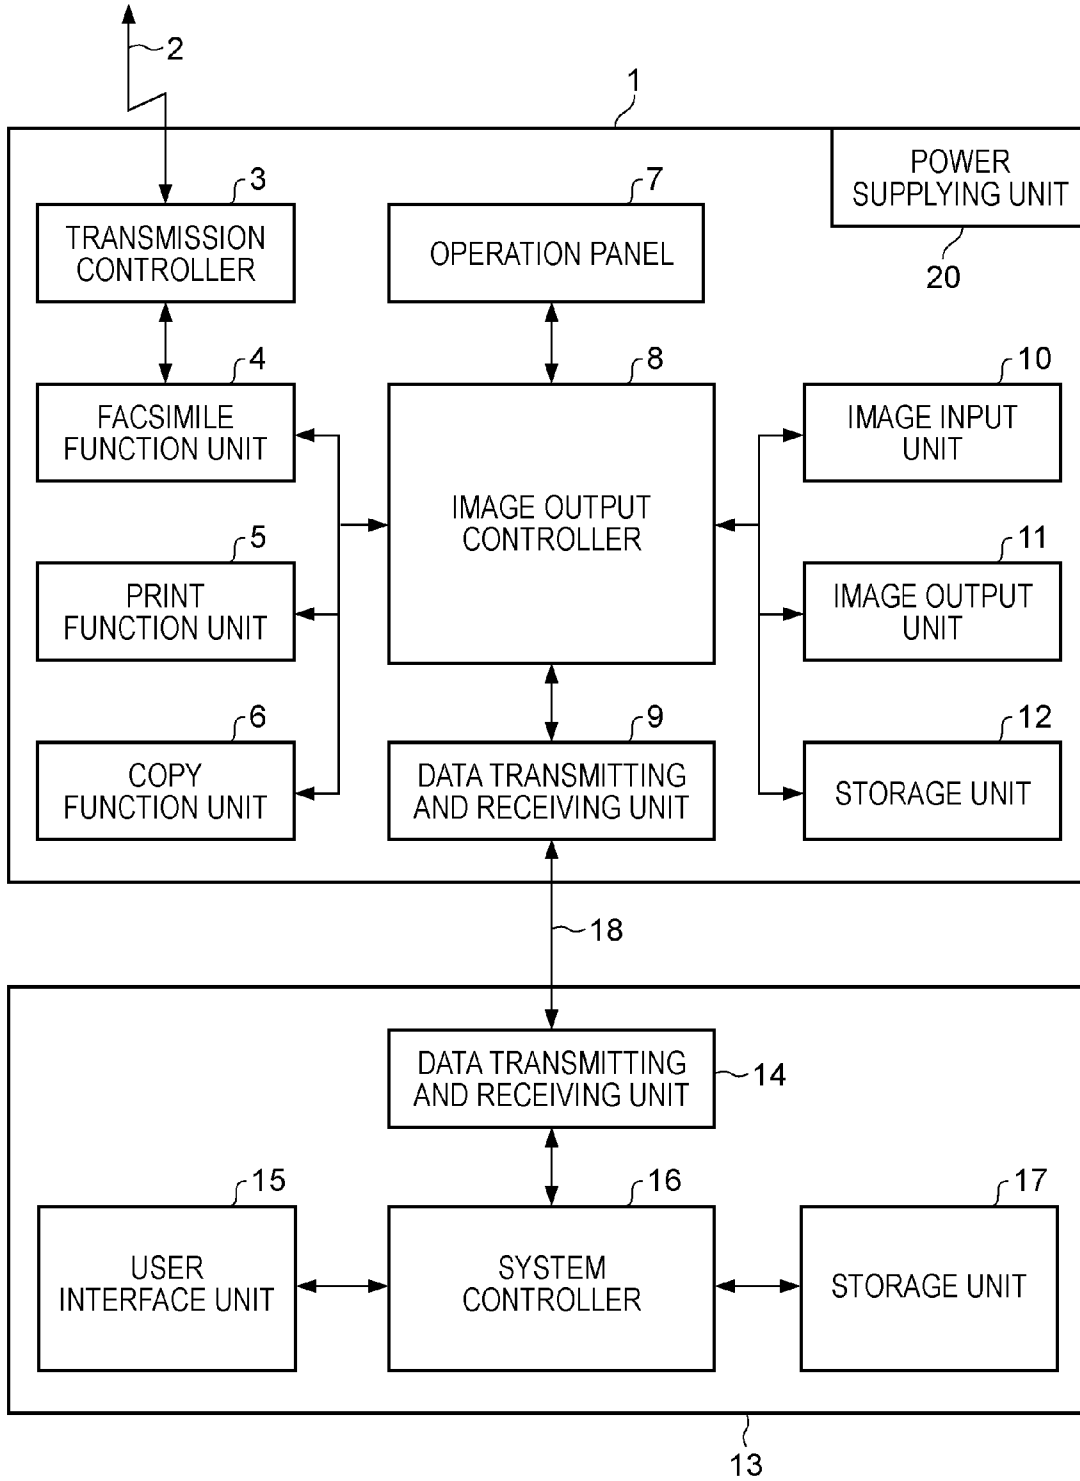 2
1
POWER
SUPPLYING UNIT
20
3
TRANSMISSION
CONTROLLER
7
OPERATION PANEL
4
FACSIMILE
FUNCTION UNIT
8
IMAGE OUTPUT
CONTROLLER
10
IMAGE INPUT
UNIT
5
PRINT
FUNCTION UNIT
11
IMAGE OUTPUT
UNIT
6
COPY
FUNCTION UNIT
9
DATA TRANSMITTING
AND RECEIVING UNIT
12
STORAGE UNIT
18
DATA TRANSMITTING
AND RECEIVING UNIT
14
15
USER
INTERFACE UNIT
16
SYSTEM
CONTROLLER
17
STORAGE UNIT
13